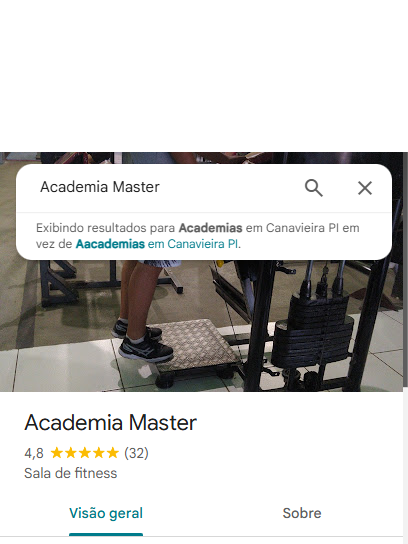 Academia Master
Exibindo resultados para Academias em Canavieira PI em
vez de Aacademias em Canavieira PI.
Academia Master
4,8 ★★★★★ (32)
Sala de fitness
Visão geral
Sobre